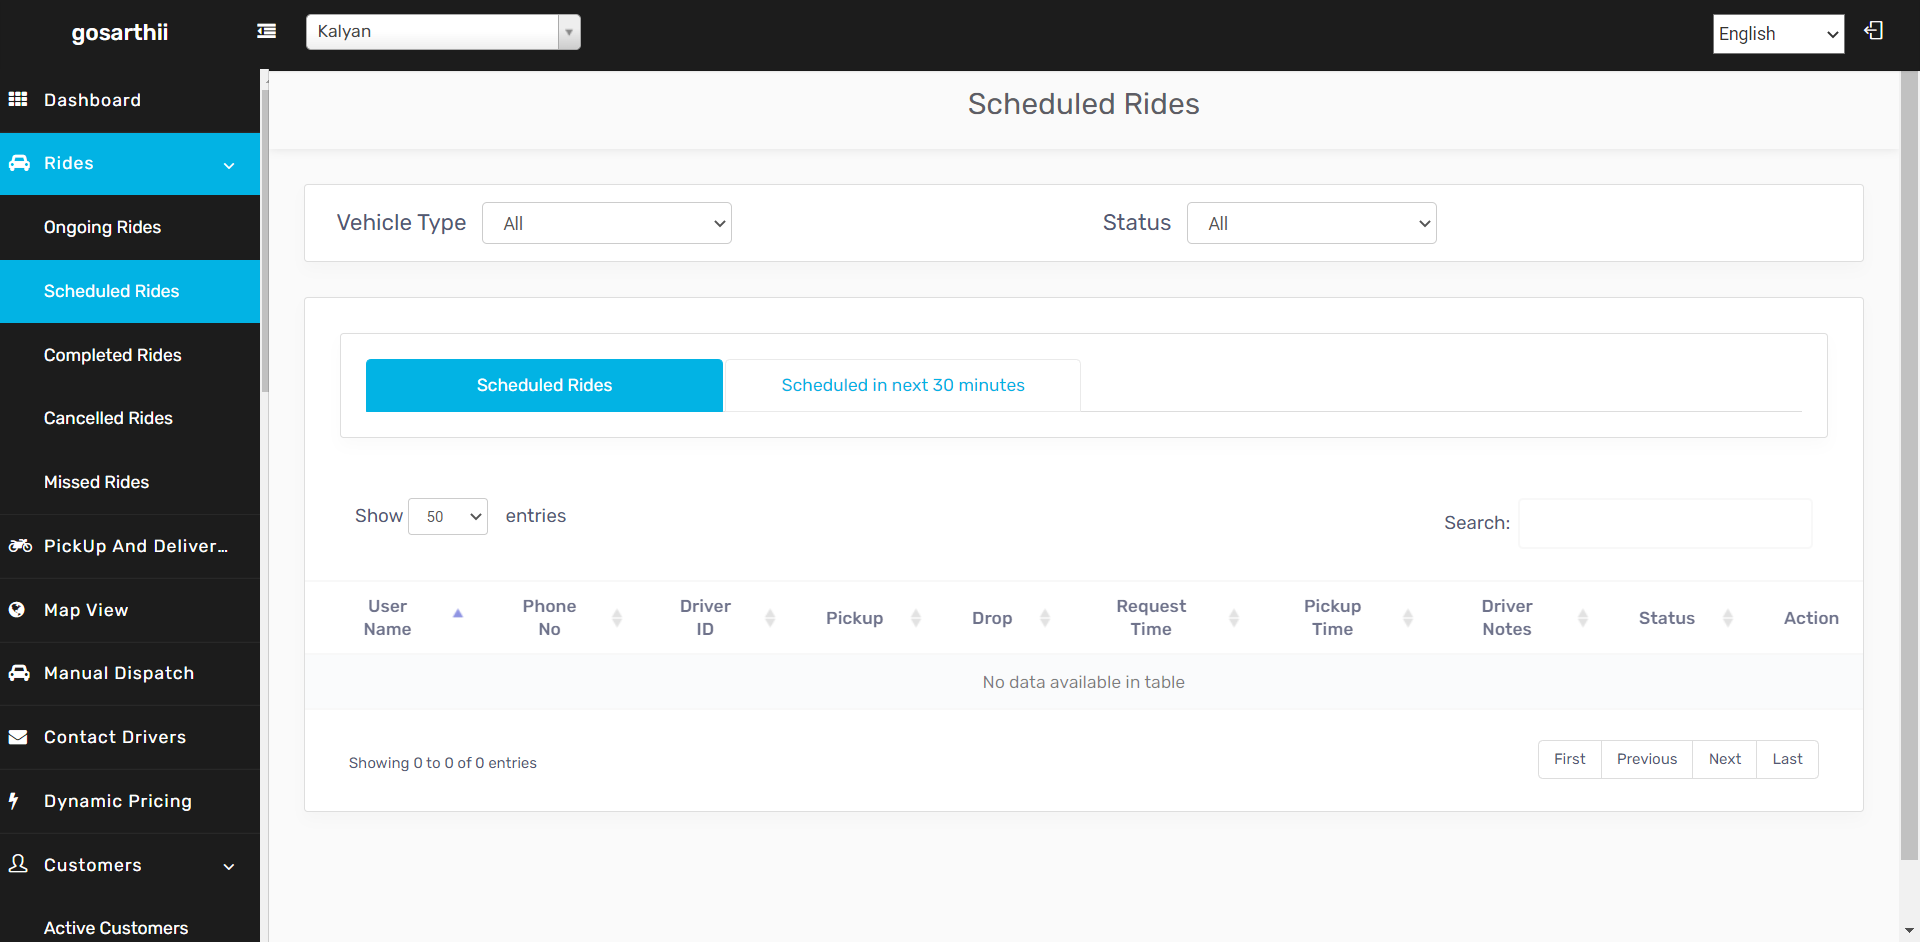 gosarthii
Kalyan
English
Dashboard
Rides
Ongoing Rides
Scheduled Rides
Completed Rides
Cancelled Rides
Missed Rides
PickUp And Deliver...
Map View
Manual Dispatch
Contact Drivers
Dynamic Pricing
Customers
Active Customers
Scheduled Rides
Vehicle Type All Status All
Scheduled Rides Scheduled in next 30 minutes
Show 50 entries Search:
User Name Phone No Driver ID Pickup Drop Request Time Pickup Time Driver Notes Status Action
No data available in table
Showing 0 to 0 of 0 entries First Previous Next Last